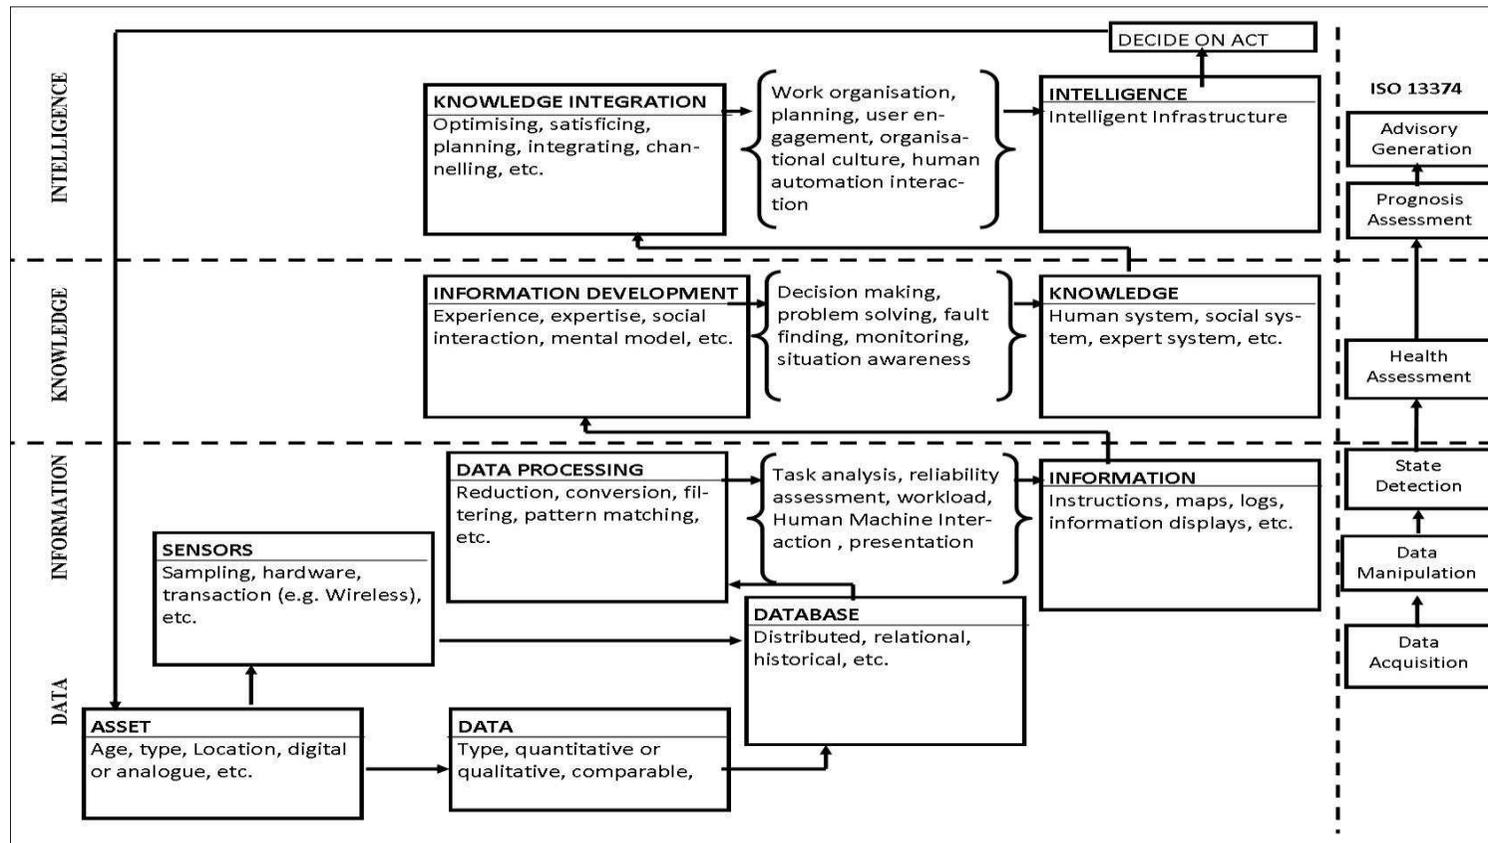 DECIDE ON ACT
INTELLIGENCE
KNOWLEDGE INTEGRATION
Optimising, satisficing,
planning, integrating, chan-
nelling, etc.
Work organisation,
planning, user en-
gagement, organisa-
tional culture, human
automation interac-
tion
INTELLIGENCE
Intelligent Infrastructure
KNOWLEDGE
INFORMATION DEVELOPMENT
Experience, expertise, social
interaction, mental model, etc.
Decision making,
problem solving, fault
finding, monitoring,
situation awareness
KNOWLEDGE
Human system, social sys-
tem, expert system, etc.
INFORMATION
DATA PROCESSING
Reduction, conversion, fil-
tering, pattern matching,
etc.
Task analysis, reliability
assessment, workload,
Human Machine Inter-
action , presentation
INFORMATION
Instructions, maps, logs,
information displays, etc.
SENSORS
Sampling, hardware,
transaction (e.g. Wireless),
etc.
DATABASE
Distributed, relational,
historical, etc.
DATA
ASSET
Age, type, Location, digital
or analogue, etc.
DATA
Type, quantitative or
qualitative, comparable,
ISO 13374
Advisory
Generation
Prognosis
Assessment
Health
Assessment
State
Detection
Data
Manipulation
Data
Acquisition